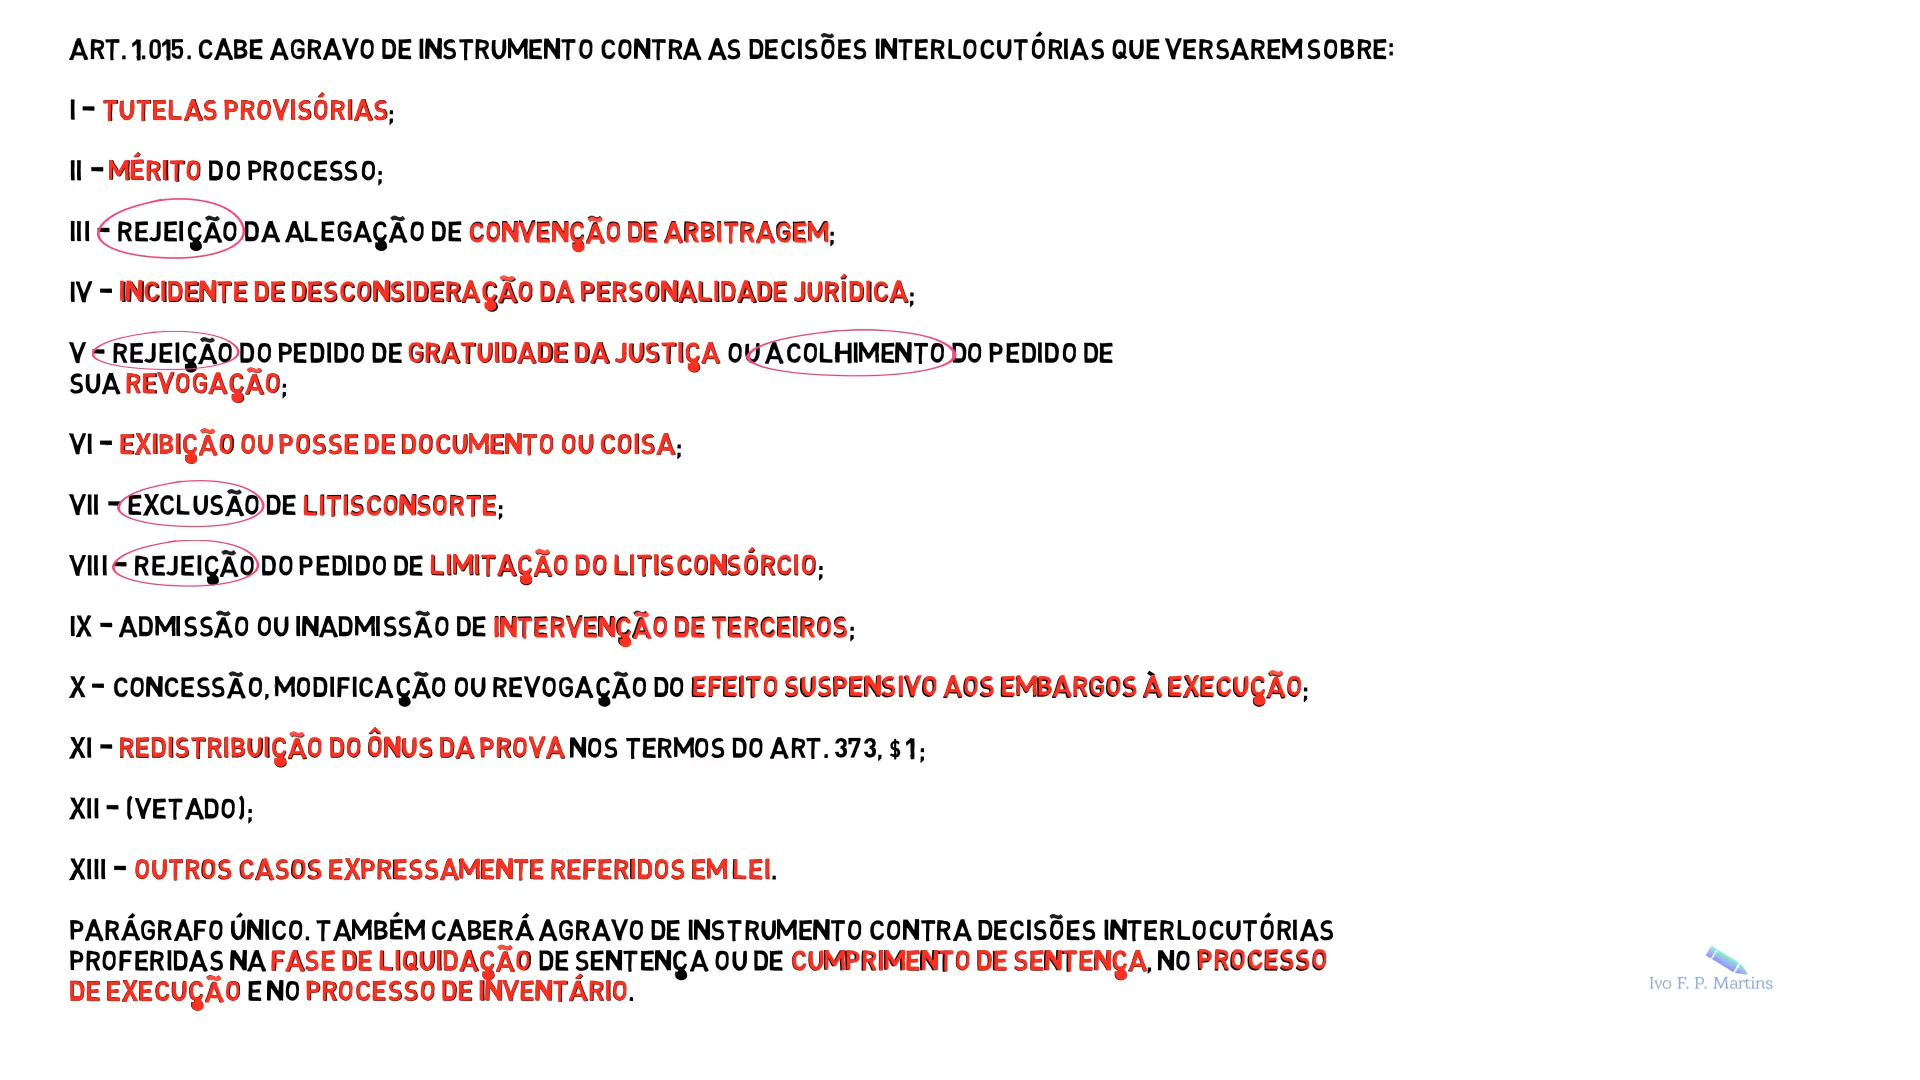 ART. 1.015. CABE AGRAVO DE INSTRUMENTO CONTRA AS DECISÕES INTERLOCUTÓRIAS QUE VERSAREM SOBRE:
I - TUTELAS PROVISÓRIAS;
II - MÉRITO DO PROCESSO;
III - REJEIÇÃO DA ALEGAÇÃO DE CONVENÇÃO DE ARBITRAGEM;
IV - INCIDENTE DE DESCONSIDERAÇÃO DA PERSONALIDADE JURÍDICA;
V - REJEIÇÃO DO PEDIDO DE GRATUIDADE DA JUSTIÇA OU ACOLHIMENTO DO PEDIDO DE
SUA REVOGAÇÃO;
VI - EXIBIÇÃO OU POSSE DE DOCUMENTO OU COISA;
VII - EXCLUSÃO DE LITISCONSORTE;
VIII - REJEIÇÃO DO PEDIDO DE LIMITAÇÃO DO LITISCONSÓRCIO;
IX - ADMISSÃO OU INADMISSÃO DE INTERVENÇÃO DE TERCEIROS;
X - CONCESSÃO, MODIFICAÇÃO OU REVOGAÇÃO DO EFEITO SUSPENSIVO AOS EMBARGOS À EXECUÇÃO;
XI - REDISTRIBUIÇÃO DO ÔNUS DA PROVA NOS TERMOS DO ART. 373, $ 1;
XII - (VETADO);
XIII - OUTROS CASOS EXPRESSAMENTE REFERIDOS EM LEI.
PARÁGRAFO ÚNICO. TAMBÉM CABERÁ AGRAVO DE INSTRUMENTO CONTRA DECISÕES INTERLOCUTÓRIAS
PROFERIDAS NA FASE DE LIQUIDAÇÃO DE SENTENÇA OU DE CUMPRIMENTO DE SENTENÇA, NO PROCESSO
DE EXECUÇÃO E NO PROCESSO DE INVENTÁRIO.
Ivo F. P. Martins